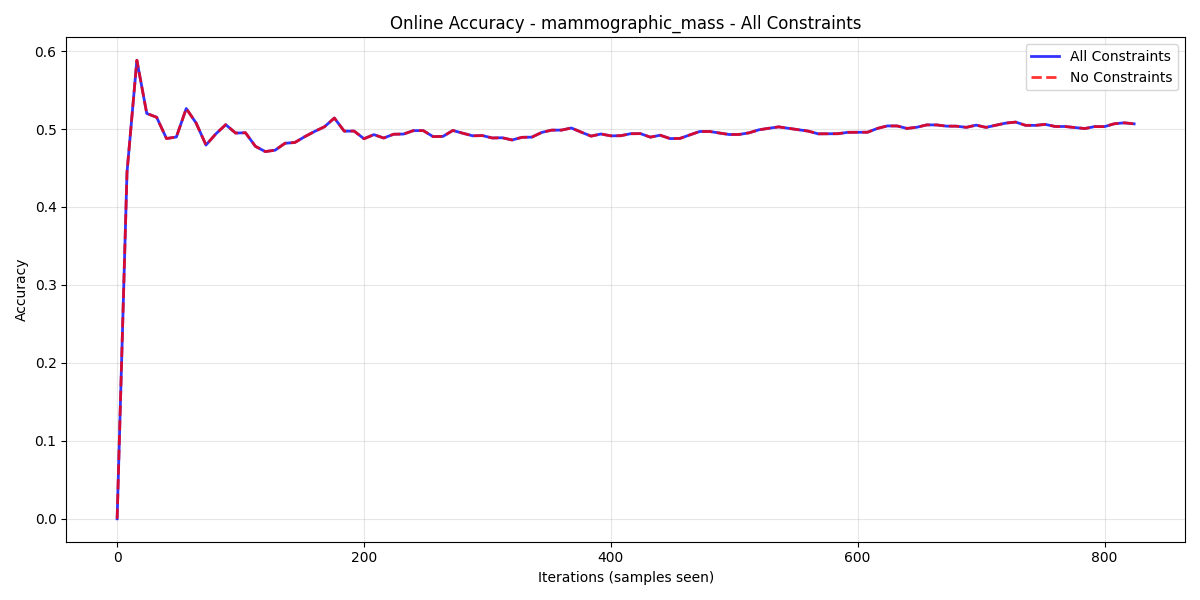 Online Accuracy - mammographic_mass - All Constraints
All Constraints
No Constraints
Accuracy
0.6
0.5
0.4
0.3
0.2
0.1
0.0
0 200 400 600 800
Iterations (samples seen)